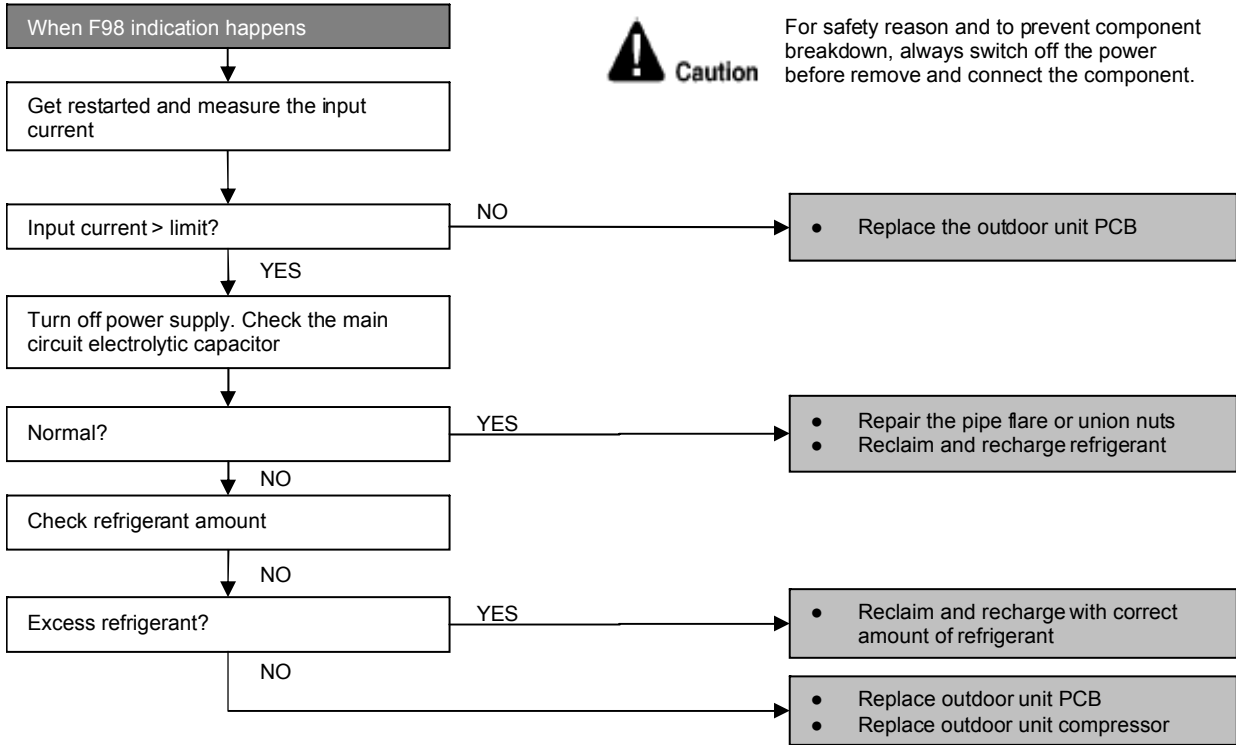 When F98 indication happens
Caution
For safety reason and to prevent component
breakdown, always switch off the power
before remove and connect the component.
Get restarted and measure the input
current
Input current > limit?
NO
● Replace the outdoor unit PCB
YES
Turn off power supply. Check the main
circuit electrolytic capacitor
Normal?
YES
● Repair the pipe flare or union nuts
● Reclaim and recharge refrigerant
NO
Check refrigerant amount
NO
Excess refrigerant?
YES
● Reclaim and recharge with correct
amount of refrigerant
NO
● Replace outdoor unit PCB
● Replace outdoor unit compressor